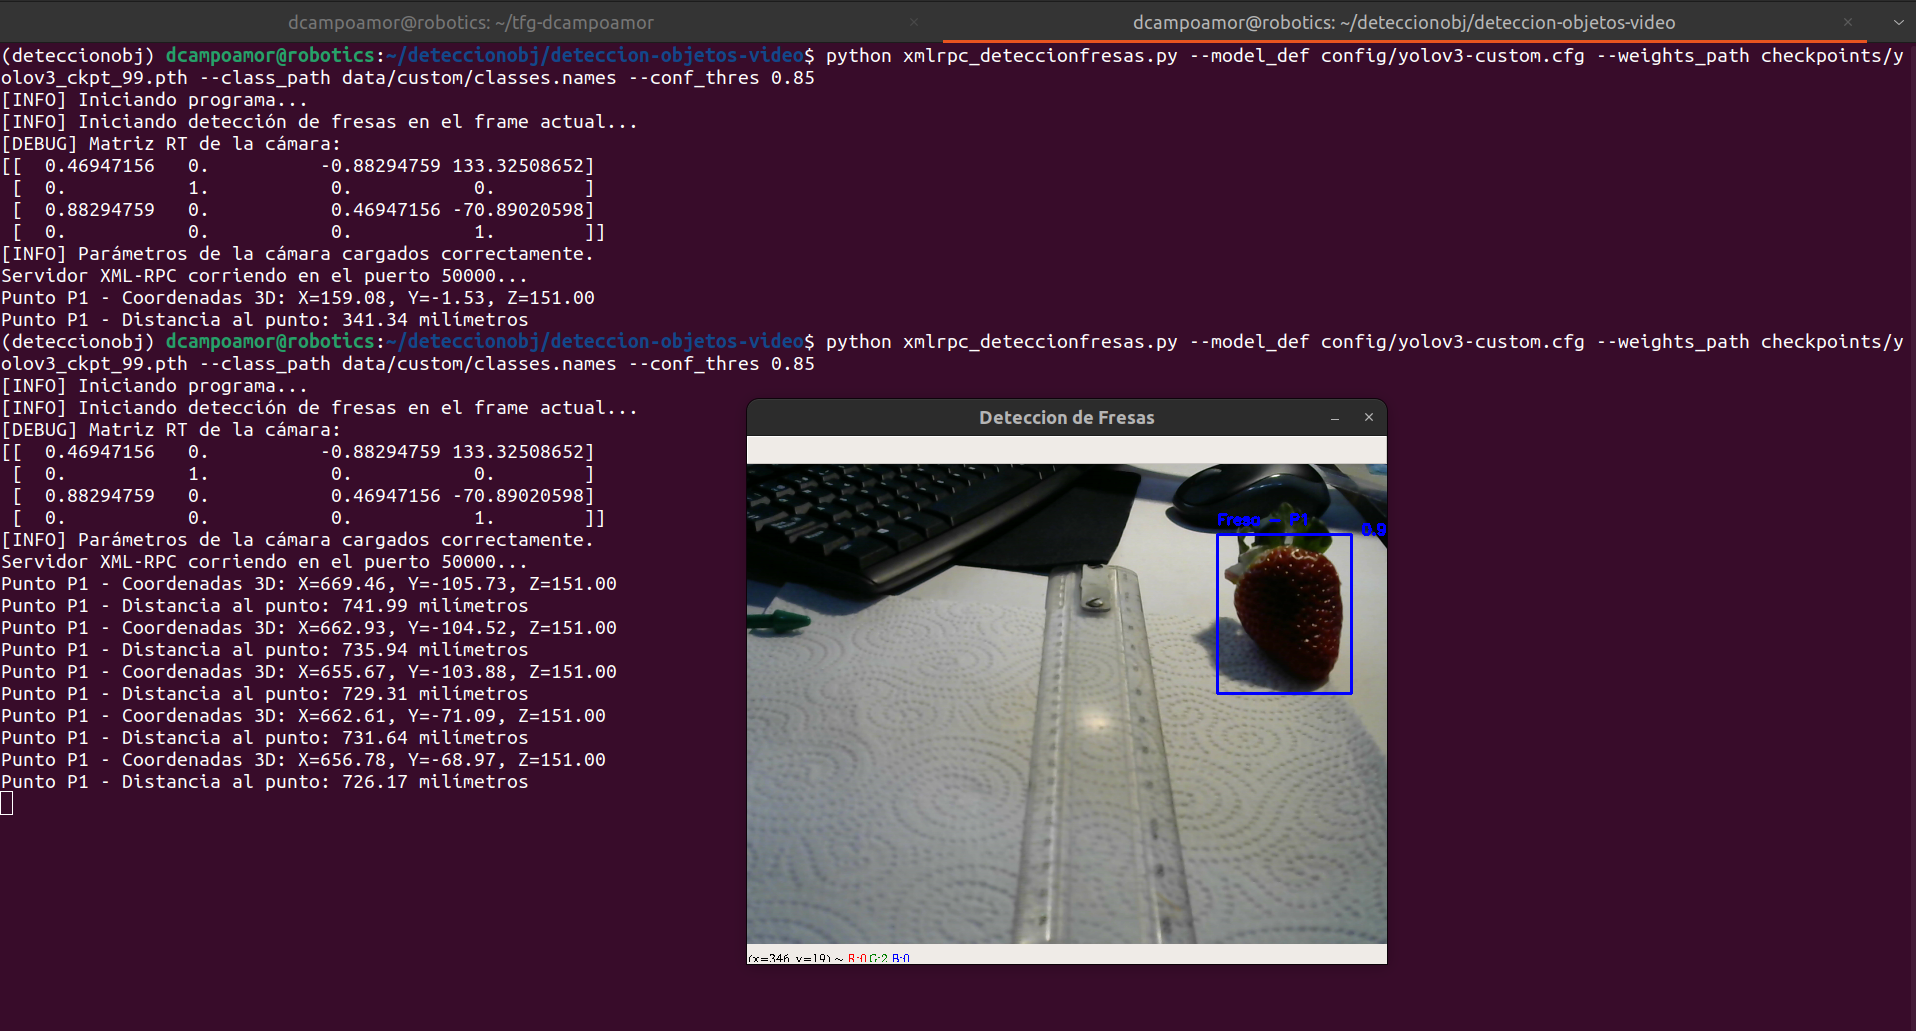 dcampoamor@robotics: ~/tfg-dcampoamor
dcampoamor@robotics: ~/deteccionobj/deteccion-objetos-video
(deteccionobj) dcampoamor@robotics:~/deteccionobj/deteccion-objetos-video$ python xmlrpc_deteccionfresas.py --model_def config/yolov3-custom.cfg --weights_path checkpoints/y
olov3_ckpt_99.pth --class_path data/custom/classes.names --conf_thres 0.85
[INFO] Iniciando programa...
[INFO] Iniciando detección de fresas en el frame actual...
[DEBUG] Matriz RT de la cámara:
[[  0.46947156   0.          -0.88294759 133.32508652]
 [  0.           1.           0.           0.        ]
 [  0.88294759   0.           0.46947156 -70.89020598]
 [  0.           0.           0.           1.        ]]
[INFO] Parámetros de la cámara cargados correctamente.
Servidor XML-RPC corriendo en el puerto 50000...
Punto P1 - Coordenadas 3D: X=159.08, Y=-1.53, Z=151.00
Punto P1 - Distancia al punto: 341.34 milímetros
(deteccionobj) dcampoamor@robotics:~/deteccionobj/deteccion-objetos-video$ python xmlrpc_deteccionfresas.py --model_def config/yolov3-custom.cfg --weights_path checkpoints/y
olov3_ckpt_99.pth --class_path data/custom/classes.names --conf_thres 0.85
[INFO] Iniciando programa...
[INFO] Iniciando detección de fresas en el frame actual...
[DEBUG] Matriz RT de la cámara:
[[  0.46947156   0.          -0.88294759 133.32508652]
 [  0.           1.           0.           0.        ]
 [  0.88294759   0.           0.46947156 -70.89020598]
 [  0.           0.           0.           1.        ]]
[INFO] Parámetros de la cámara cargados correctamente.
Servidor XML-RPC corriendo en el puerto 50000...
Punto P1 - Coordenadas 3D: X=669.46, Y=-105.73, Z=151.00
Punto P1 - Distancia al punto: 741.99 milímetros
Punto P1 - Coordenadas 3D: X=662.93, Y=-104.52, Z=151.00
Punto P1 - Distancia al punto: 735.94 milímetros
Punto P1 - Coordenadas 3D: X=655.67, Y=-103.88, Z=151.00
Punto P1 - Distancia al punto: 729.31 milímetros
Punto P1 - Coordenadas 3D: X=662.61, Y=-71.09, Z=151.00
Punto P1 - Distancia al punto: 731.64 milímetros
Punto P1 - Coordenadas 3D: X=656.78, Y=-68.97, Z=151.00
Punto P1 - Distancia al punto: 726.17 milímetros
Deteccion de Fresas
Fresa - P1
0.9
(x=346, y=19) ~ R:0 G:2 B:0